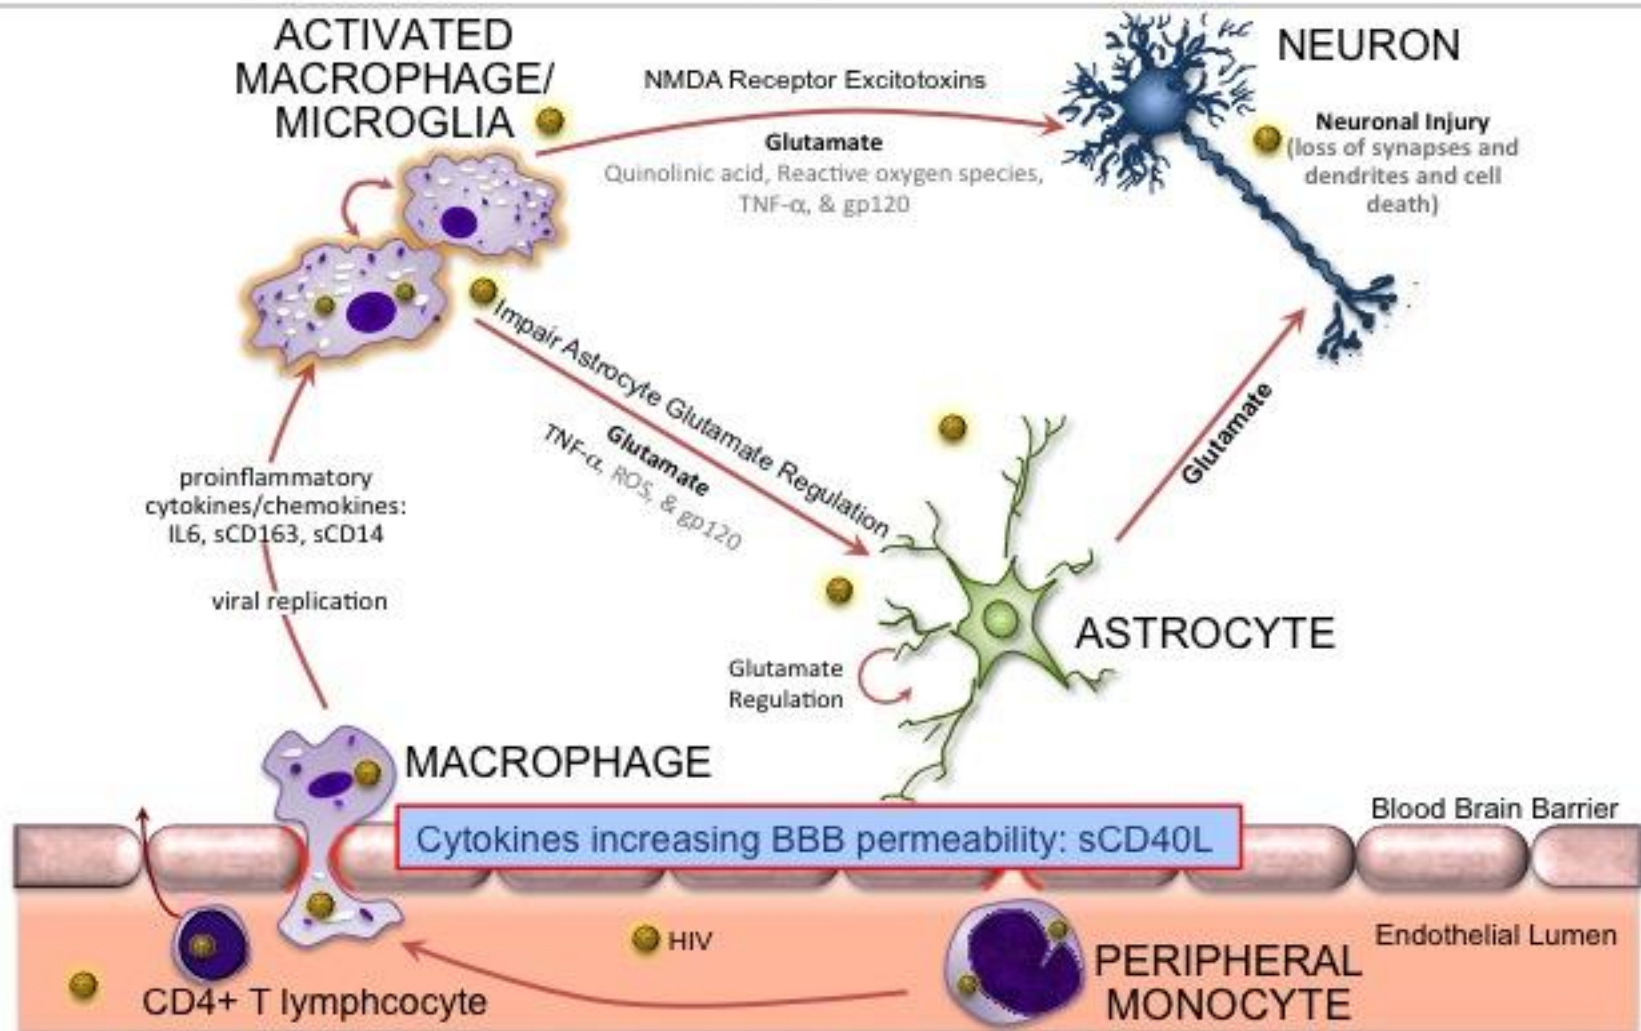 ACTIVATED
MACROPHAGE/
MICROGLIA
NMDA Receptor Excitotoxins
Glutamate
Quinolinic acid, Reactive oxygen species,
TNF-α, & gp120
NEURON
Neuronal Injury
(loss of synapses and
dendrites and cell
death)
Impair Astrocyte Glutamate Regulation
Glutamate
TNF-α, ROS, & gp120
Glutamate
proinflammatory
cytokines/chemokines:
IL6, sCD163, sCD14
viral replication
ASTROCYTE
Glutamate
Regulation
MACROPHAGE
Blood Brain Barrier
Cytokines increasing BBB permeability: sCD40L
HIV
Endothelial Lumen
CD4+ T lymphcocyte
PERIPHERAL
MONOCYTE